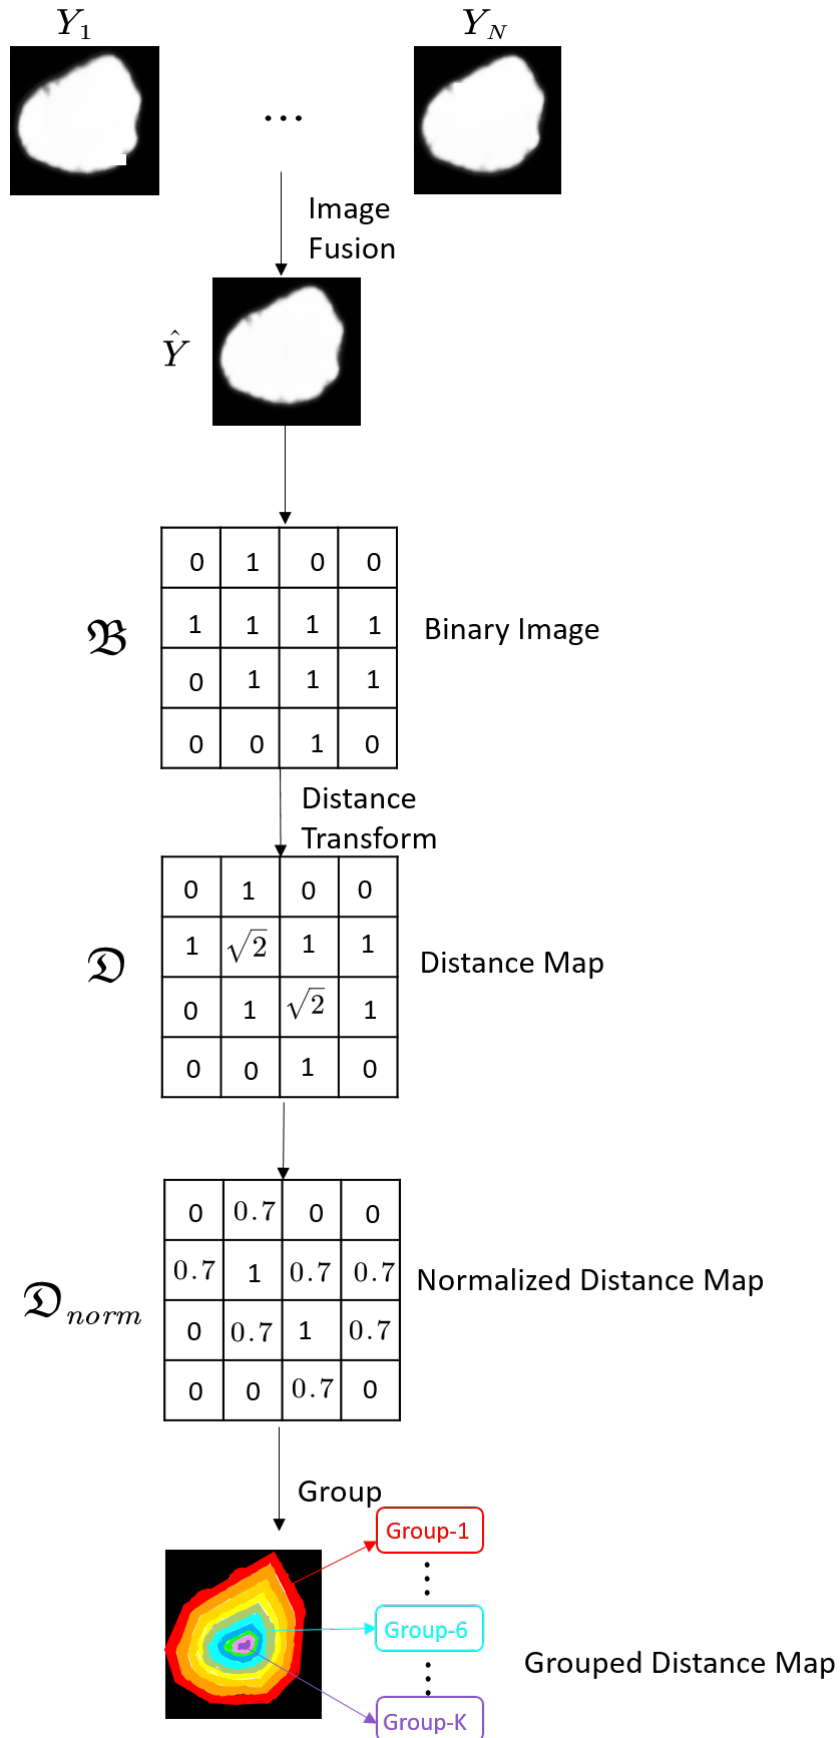 Y₁ Y_N
...
Image
Fusion
Ŷ
0 1 0 0
1 1 1 1
𝔅 Binary Image
0 1 1 1
0 0 1 0
Distance
Transform
0 1 0 0
1 √2 1 1
𝔇 Distance Map
0 1 √2 1
0 0 1 0
0 0.7 0 0
0.7 1 0.7 0.7
𝔇_norm Normalized Distance Map
0 0.7 1 0.7
0 0 0.7 0
Group
Group-1
⋮
Group-6
Grouped Distance Map
⋮
Group-K